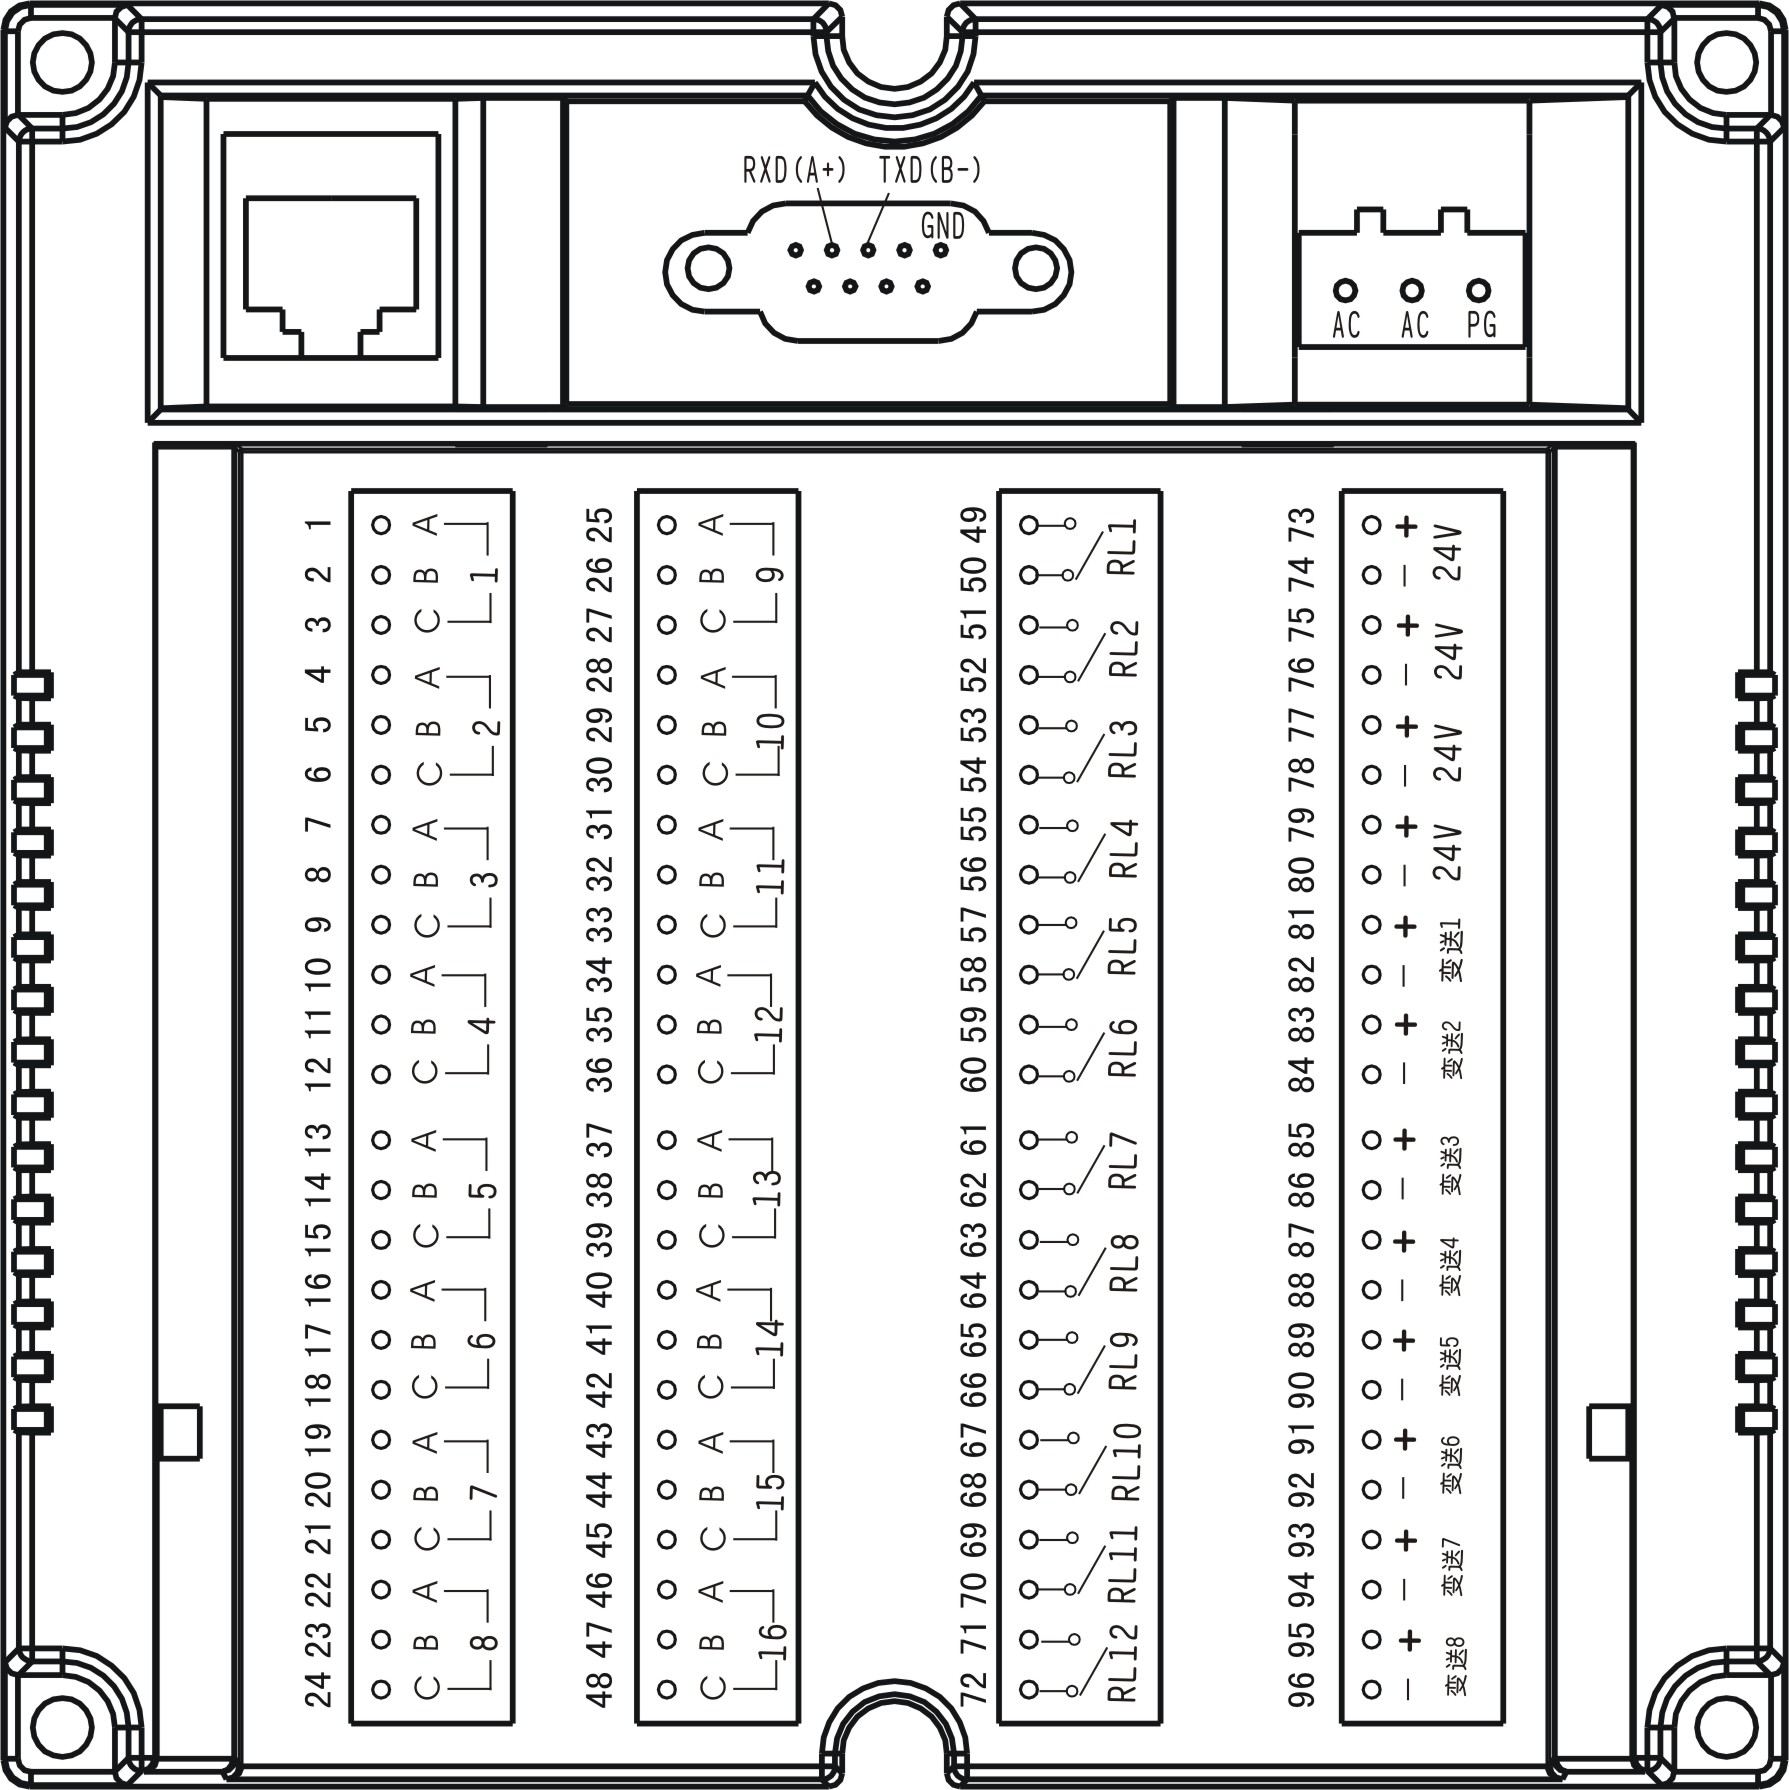 RXD(A+) TXD(B-)
GND
AC AC PG
1 2 3 4 5 6 7 8 9 10 11 12 13 14 15 16 17 18 19 20 21 22 23 24
A B C A B C A B C A B C A B C A B C A B C A B C
1 2 3 4 5 6 7 8
25 26 27 28 29 30 31 32 33 34 35 36 37 38 39 40 41 42 43 44 45 46 47 48
A B C A B C A B C A B C A B C A B C A B C A B C
9 10 11 12 13 14 15 16
49 50 51 52 53 54 55 56 57 58 59 60 61 62 63 64 65 66 67 68 69 70 71 72
RL1 RL2 RL3 RL4 RL5 RL6 RL7 RL8 RL9 RL10 RL11 RL12
73 74 75 76 77 78 79 80 81 82 83 84 85 86 87 88 89 90 91 92 93 94 95 96
+ - + - + - + - + - + - + - + - + - + - + - + -
24V 24V 24V 24V 变送1 变送2 变送3 变送4 变送5 变送6 变送7 变送8